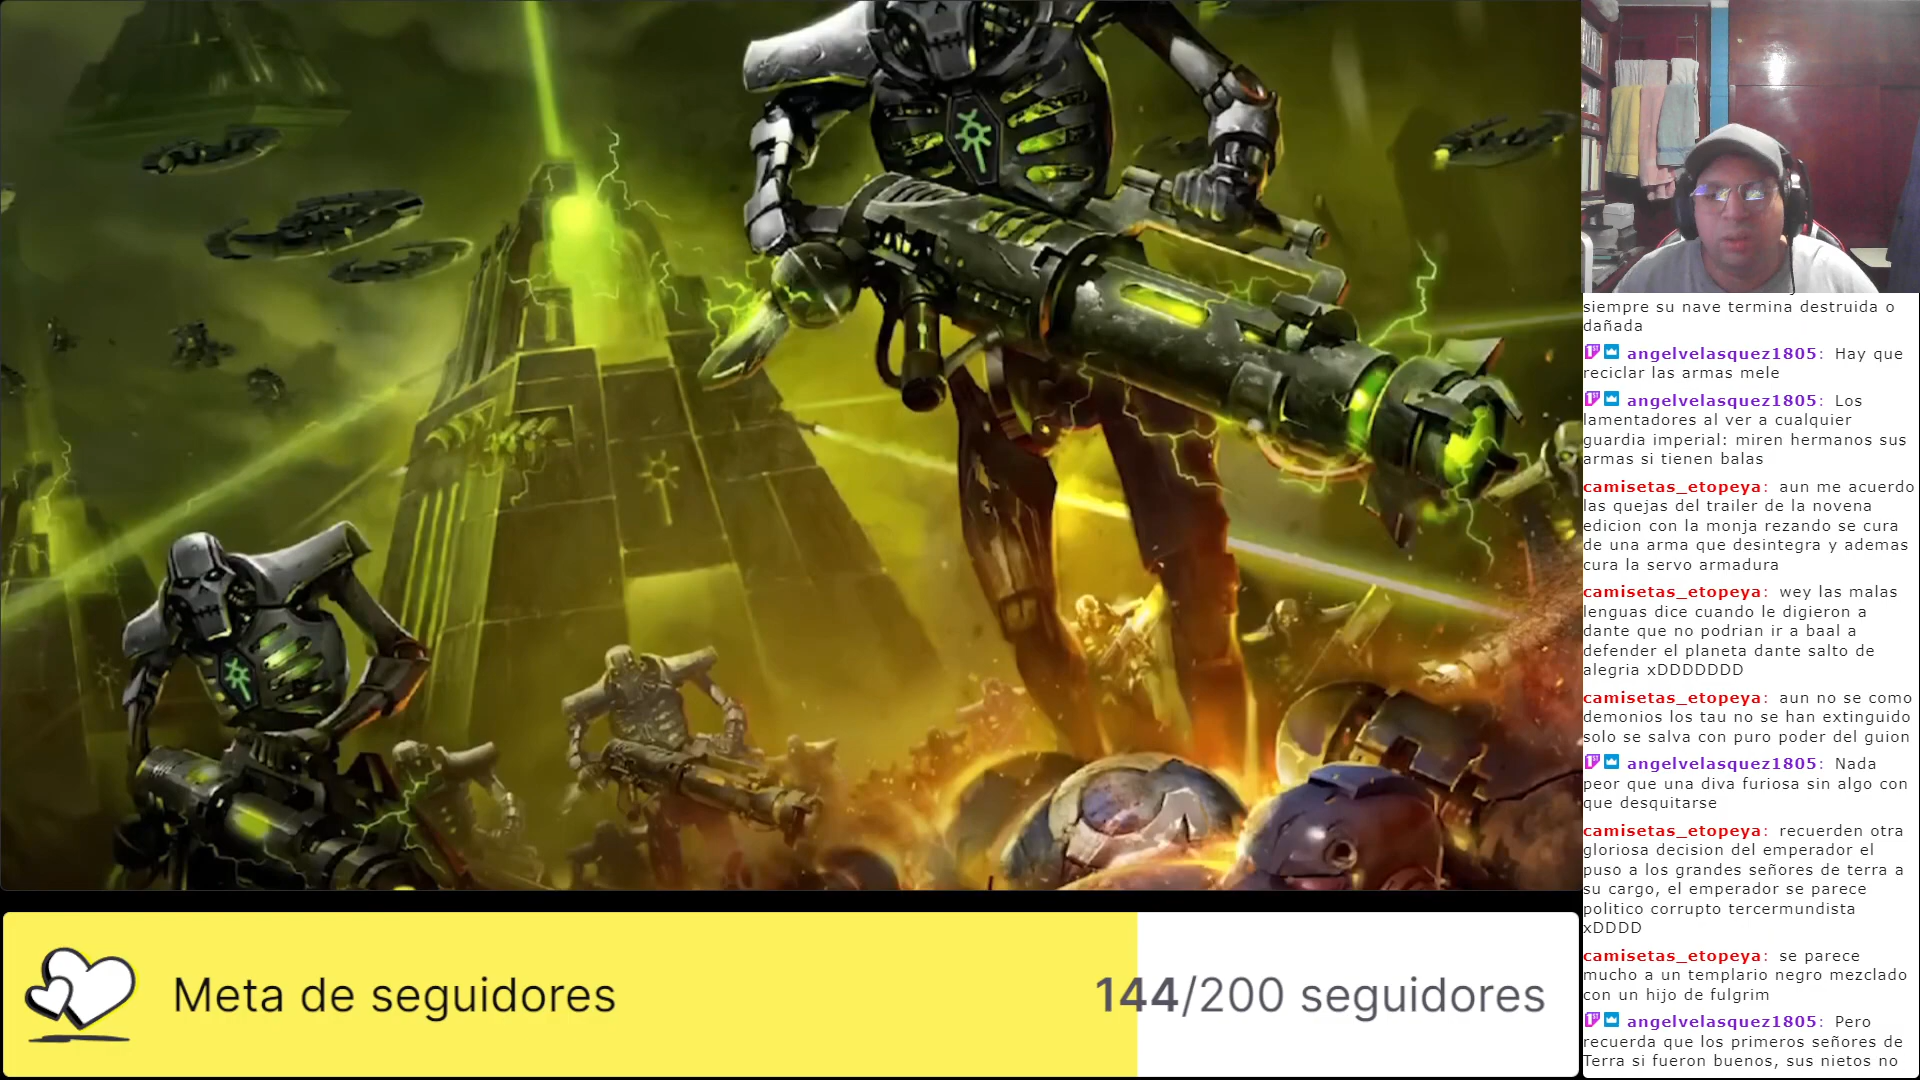 siempre su nave termina destruida o
dañada
angelvelasquez1805: Hay que
reciclar las armas mele
angelvelasquez1805: Los
lamentadores al ver a cualquier
guardia imperial: miren hermanos sus
armas si tienen balas
camisetas_etopeya: aun me acuerdo
las quejas del trailer de la novena
edicion con la monja rezando se cura
de una arma que desintegra y ademas
cura la servo armadura
camisetas_etopeya: wey las malas
lenguas dice cuando le digieron a
dante que no podrian ir a baal a
defender el planeta dante salto de
alegria xDDDDDDD
camisetas_etopeya: aun no se como
demonios los tau no se han extinguido
solo se salva con puro poder del guion
angelvelasquez1805: Nada
peor que una diva furiosa sin algo con
que desquitarse
camisetas_etopeya: recuerden otra
gloriosa decision del emperador el
puso a los grandes señores de terra a
su cargo, el emperador se parece
politico corrupto tercermundista
xDDDD
camisetas_etopeya: se parece
mucho a un templario negro mezclado
con un hijo de fulgrim
angelvelasquez1805: Pero
recuerda que los primeros señores de
Terra si fueron buenos, sus nietos no
Meta de seguidores
144/200 seguidores